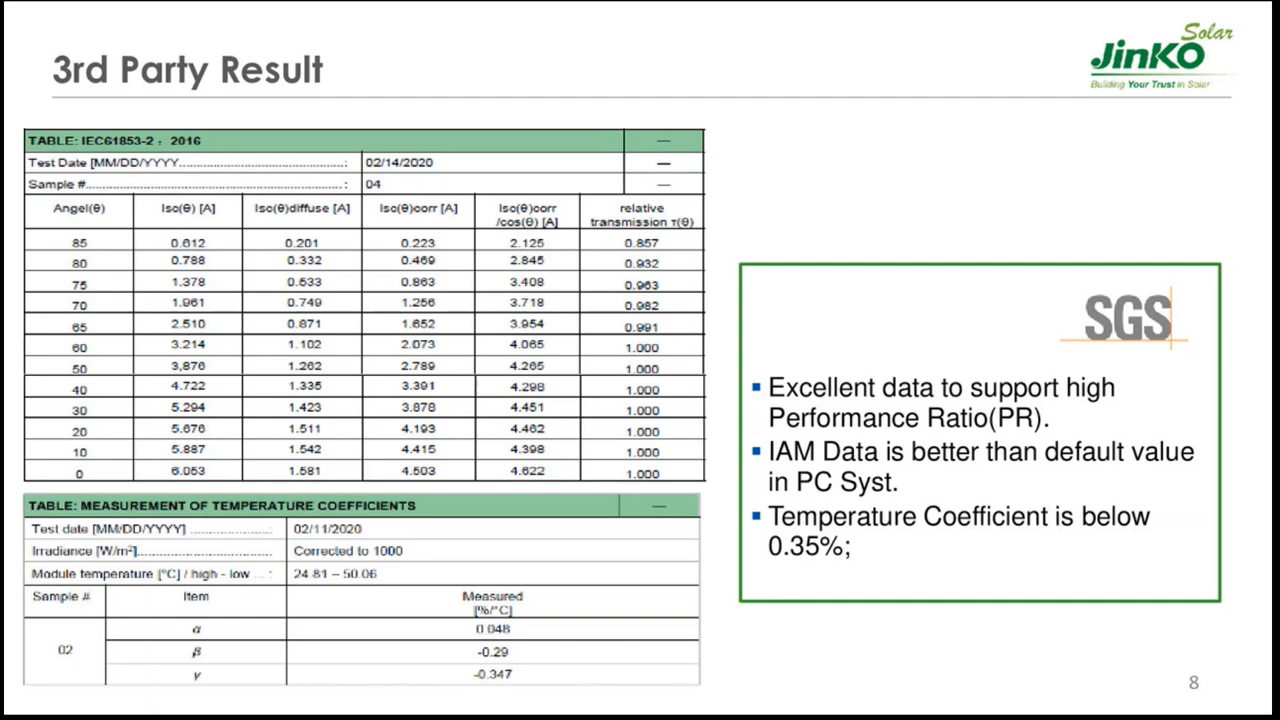 3rd Party Result
Solar
JinKO
Building Your Trust in Solar
TABLE: IEC61853-2 : 2016 —
Test Date [MM/DD/YYYY............................................: 02/14/2020 —
Sample #............................................................: 04 —
Angel(θ) Isc(θ) [A] Isc(θ)diffuse [A] Isc(θ)corr [A] Isc(θ)corr relative
/cos(θ) [A] transmission τ(θ)
85 0.612 0.201 0.223 2.125 0.857
80 0.788 0.332 0.469 2.845 0.932
75 1.378 0.533 0.863 3.408 0.963
70 1.961 0.749 1.256 3.718 0.982
65 2.510 0.871 1.652 3.954 0.991
60 3.214 1.102 2.073 4.065 1.000
50 3,876 1.262 2.789 4.265 1.000
40 4.722 1.335 3.391 4.298 1.000
30 5.294 1.423 3.878 4.451 1.000
20 5.676 1.511 4.193 4.462 1.000
10 5.887 1.542 4.415 4.398 1.000
0 6.053 1.581 4.503 4.622 1.000
TABLE: MEASUREMENT OF TEMPERATURE COEFFICIENTS —
Test date [MM/DD/YYYY] ....................: 02/11/2020
Irradiance [W/m²]................................ Corrected to 1000
Module temperature [°C] / high - low ... : 24.81 – 50.06
Sample # Item Measured
[%/°C]
02
α 0.048
β -0.29
γ -0.347
SGS
▪ Excellent data to support high
Performance Ratio(PR).
▪ IAM Data is better than default value
in PC Syst.
▪ Temperature Coefficient is below
0.35%;
8